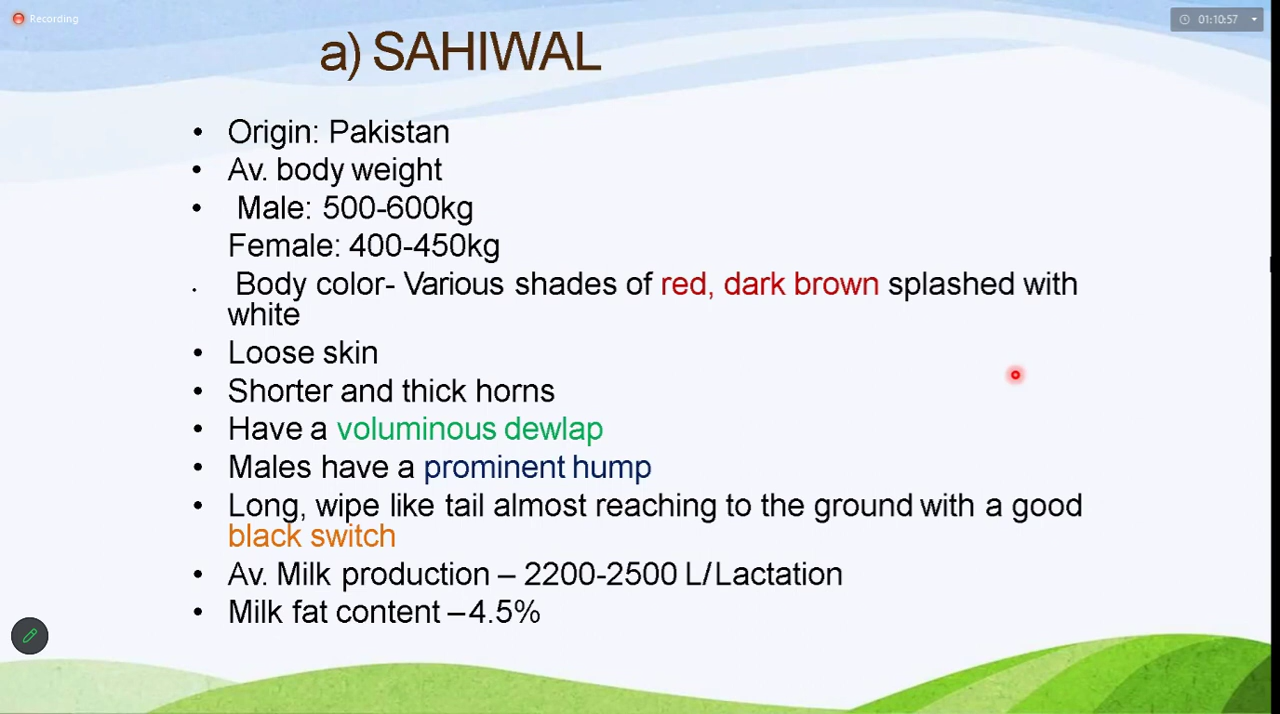 Recording
01:10:57
a) SAHIWAL
• Origin: Pakistan
• Av. body weight
• Male: 500-600kg
Female: 400-450kg
• Body color- Various shades of red, dark brown splashed with
white
• Loose skin
• Shorter and thick horns
• Have a voluminous dewlap
• Males have a prominent hump
• Long, wipe like tail almost reaching to the ground with a good
black switch
• Av. Milk production – 2200-2500 L/Lactation
• Milk fat content –4.5%